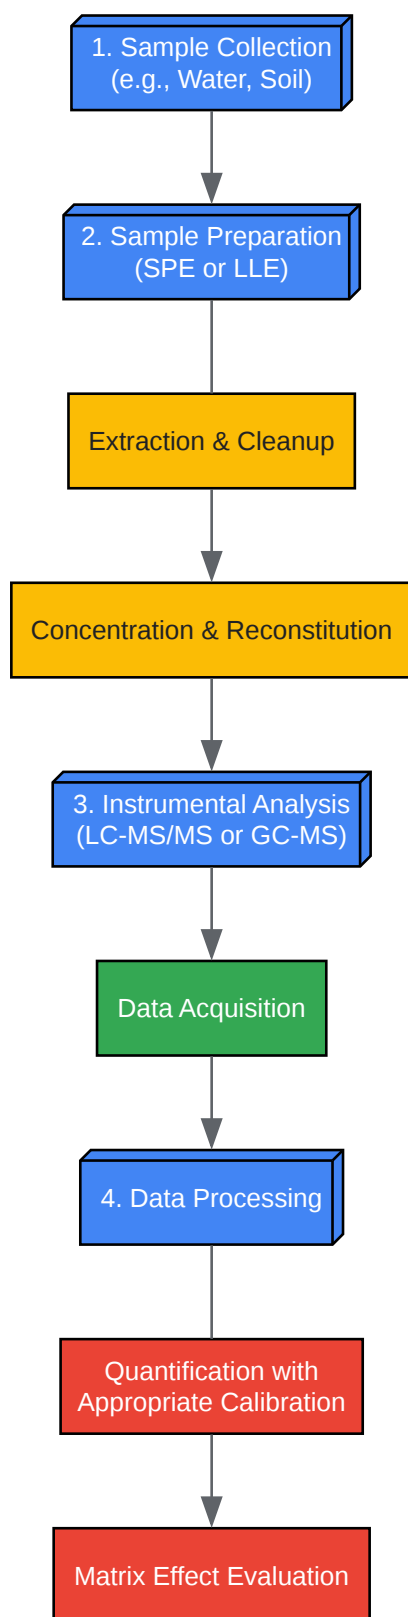 1. Sample Collection
(e.g., Water, Soil)
2. Sample Preparation
(SPE or LLE)
Extraction & Cleanup
Concentration & Reconstitution
3. Instrumental Analysis
(LC-MS/MS or GC-MS)
Data Acquisition
4. Data Processing
Quantification with
Appropriate Calibration
Matrix Effect Evaluation